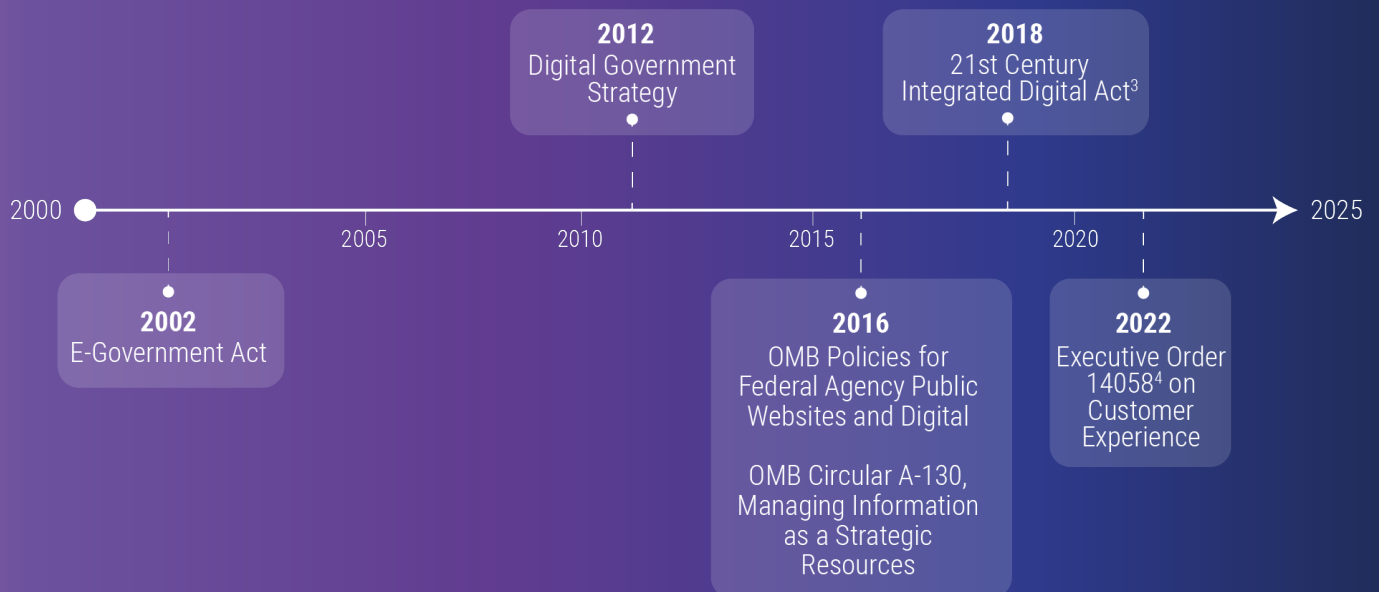 2012
Digital Government
Strategy
2018
21st Century
Integrated Digital Act³
2000
2025
2005
2010
2015
2020
2002
E-Government Act
2016
OMB Policies for
Federal Agency Public
Websites and Digital
OMB Circular A-130,
Managing Information
as a Strategic
Resources
2022
Executive Order
14058⁴ on
Customer
Experience